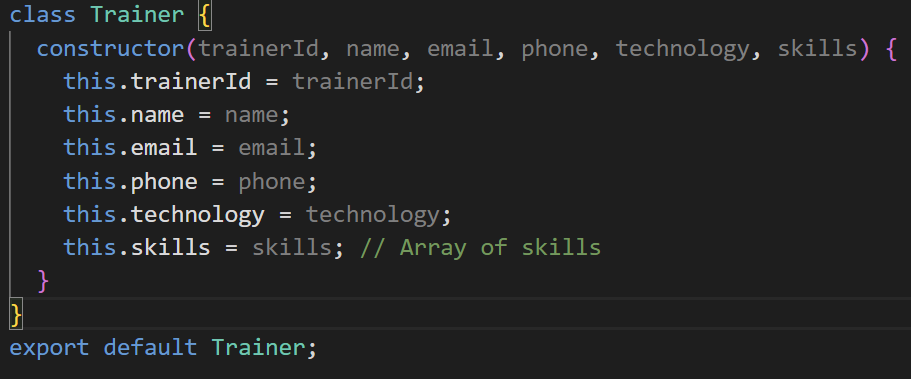 class Trainer {
  constructor(trainerId, name, email, phone, technology, skills) {
    this.trainerId = trainerId;
    this.name = name;
    this.email = email;
    this.phone = phone;
    this.technology = technology;
    this.skills = skills; // Array of skills
  }
}
export default Trainer;